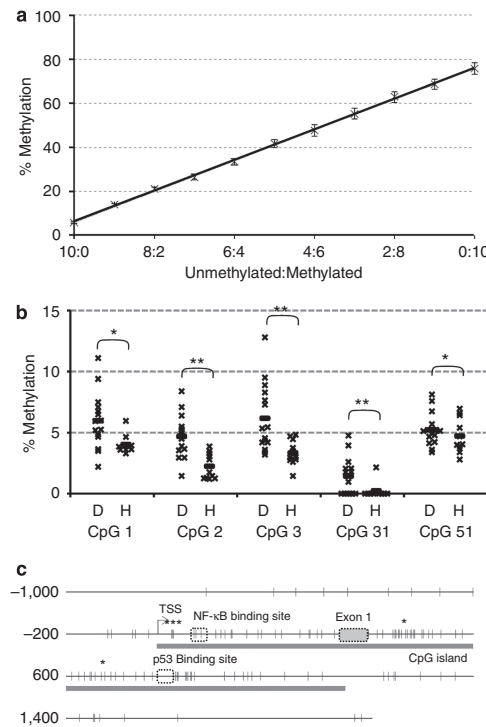 a
100
80
60
40
20
0
% Methylation
10:0 8:2 6:4 4:6 2:8 0:10
Unmethylated:Methylated
b
15
10
5
0
% Methylation
* ** ** ** *
D H D H D H D H D H
CpG 1 CpG 2 CpG 3 CpG 31 CpG 51
c
–1,000
TSS
*** NF-κB binding site Exon 1 *
–200
CpG island
* p53 Binding site
600
1,400